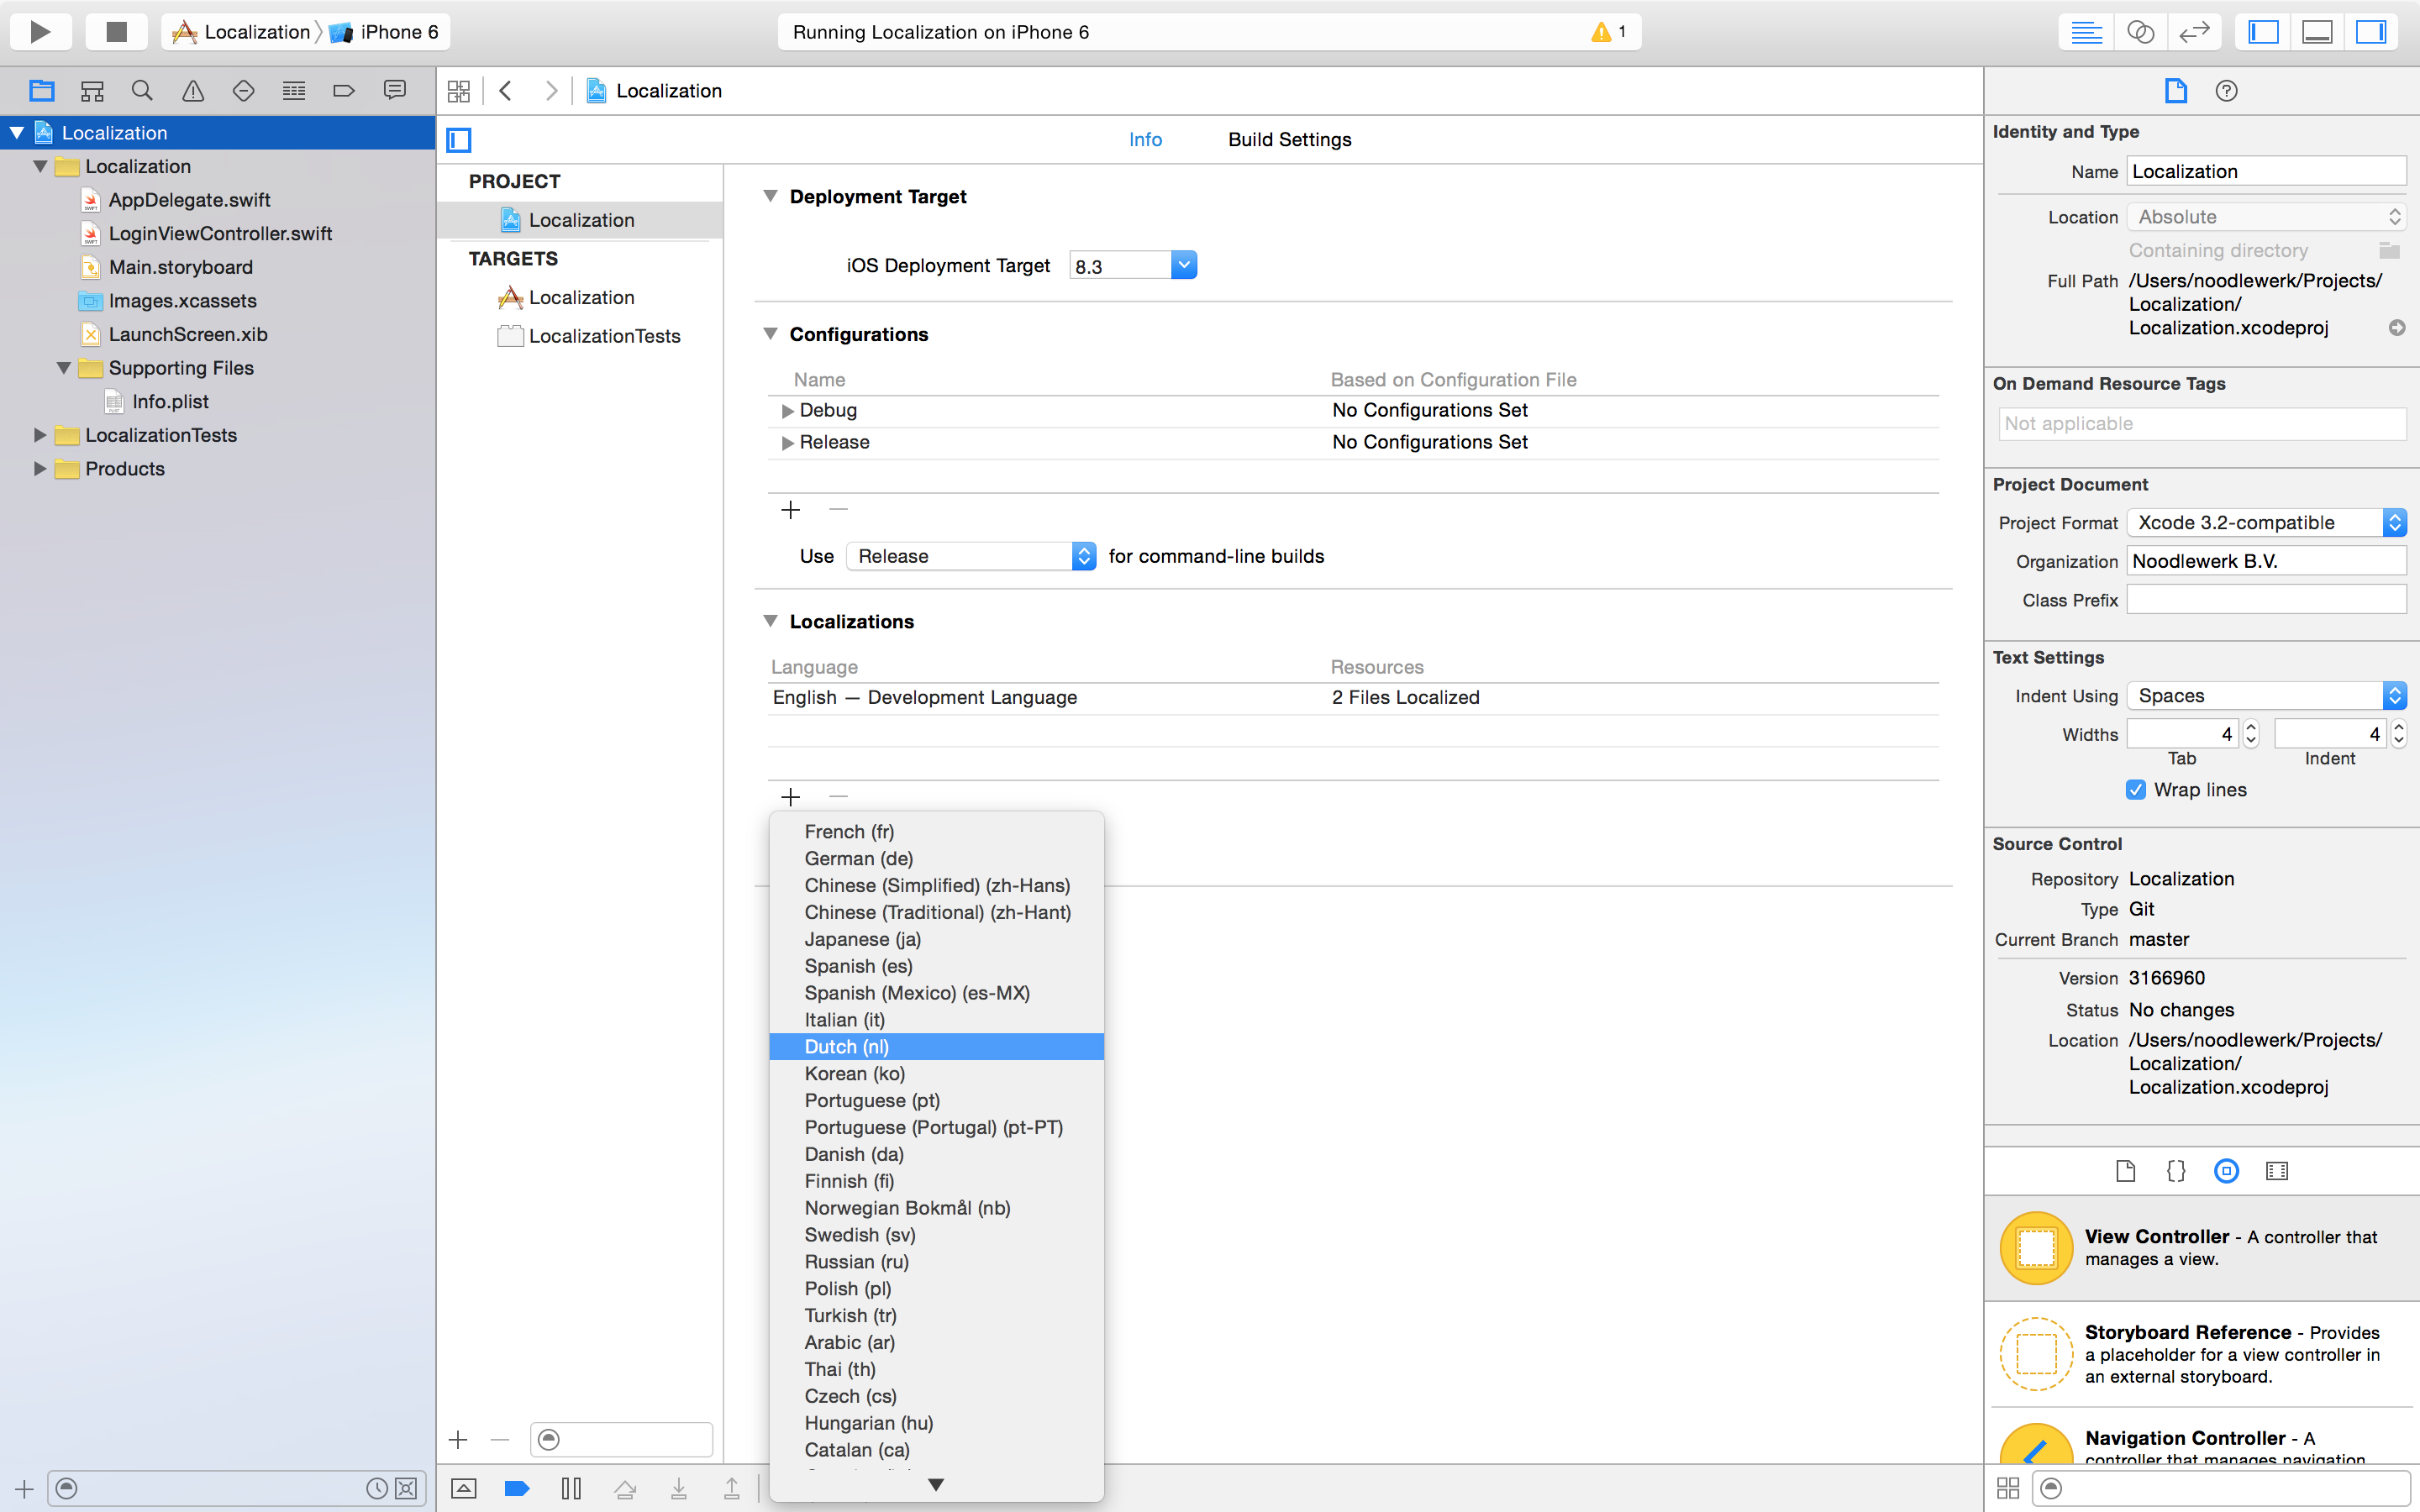 Localization
iPhone 6
Running Localization on iPhone 6
1
Localization
Localization
Localization
AppDelegate.swift
LoginViewController.swift
Main.storyboard
Images.xcassets
LaunchScreen.xib
Supporting Files
Info.plist
LocalizationTests
Products
Info
Build Settings
PROJECT
Localization
TARGETS
Localization
LocalizationTests
Deployment Target
iOS Deployment Target 8.3
Configurations
Name Based on Configuration File
Debug No Configurations Set
Release No Configurations Set
Use Release for command-line builds
Localizations
Language Resources
English — Development Language 2 Files Localized
French (fr)
German (de)
Chinese (Simplified) (zh-Hans)
Chinese (Traditional) (zh-Hant)
Japanese (ja)
Spanish (es)
Spanish (Mexico) (es-MX)
Italian (it)
Dutch (nl)
Korean (ko)
Portuguese (pt)
Portuguese (Portugal) (pt-PT)
Danish (da)
Finnish (fi)
Norwegian Bokmål (nb)
Swedish (sv)
Russian (ru)
Polish (pl)
Turkish (tr)
Arabic (ar)
Thai (th)
Czech (cs)
Hungarian (hu)
Catalan (ca)
Identity and Type
Name Localization
Location Absolute
Containing directory
Full Path /Users/noodlewerk/Projects/
Localization/
Localization.xcodeproj
On Demand Resource Tags
Not applicable
Project Document
Project Format Xcode 3.2-compatible
Organization Noodlewerk B.V.
Class Prefix
Text Settings
Indent Using Spaces
Widths 4 4
Tab Indent
Wrap lines
Source Control
Repository Localization
Type Git
Current Branch master
Version 3166960
Status No changes
Location /Users/noodlewerk/Projects/
Localization/
Localization.xcodeproj
View Controller - A controller that
manages a view.
Storyboard Reference - Provides
a placeholder for a view controller in
an external storyboard.
Navigation Controller - A
controller that manages navigation